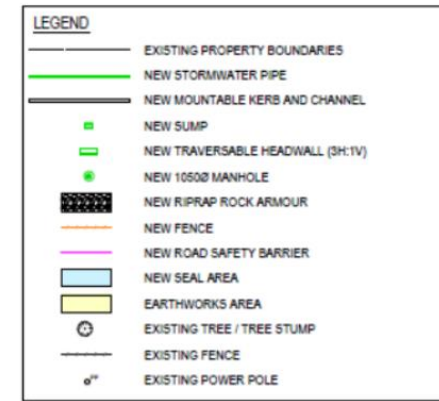 LEGEND
EXISTING PROPERTY BOUNDARIES
NEW STORMWATER PIPE
NEW MOUNTABLE KERB AND CHANNEL
NEW SUMP
NEW TRAVERSABLE HEADWALL (3H:1V)
NEW 1050Ø MANHOLE
NEW RIPRAP ROCK ARMOUR
NEW FENCE
NEW ROAD SAFETY BARRIER
NEW SEAL AREA
EARTHWORKS AREA
EXISTING TREE / TREE STUMP
EXISTING FENCE
EXISTING POWER POLE